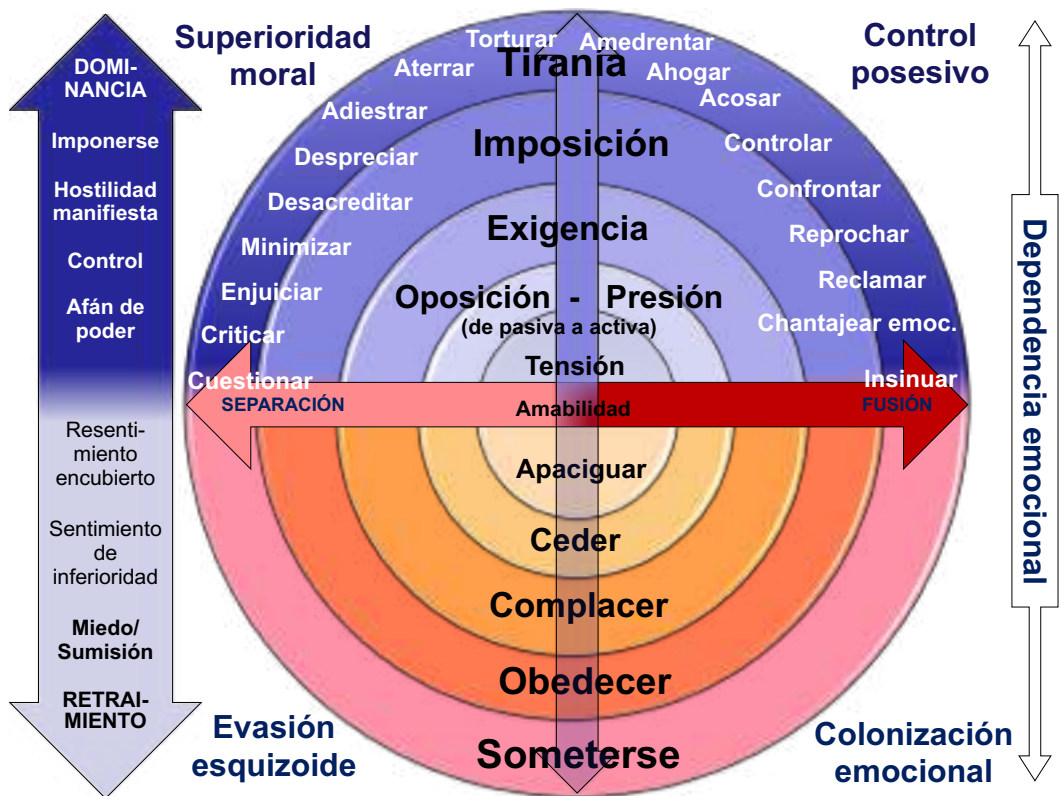 Superioridad
moral
Control
posesivo
DOMI-
NANCIA
Imponerse
Hostilidad
manifiesta
Control
Afán de
poder
Resenti-
miento
encubierto
Sentimiento
de
inferioridad
Miedo/
Sumisión
RETRAI-
MIENTO
Torturar
Aterrar
Adiestrar
Despreciar
Desacreditar
Minimizar
Enjuiciar
Criticar
Cuestionar
Amedrentar
Ahogar
Acosar
Controlar
Confrontar
Reprochar
Reclamar
Chantajear emoc.
Insinuar
Tiranía
Imposición
Exigencia
Oposición - Presión
(de pasiva a activa)
Tensión
SEPARACIÓN
Amabilidad
FUSIÓN
Apaciguar
Ceder
Complacer
Obedecer
Someterse
Evasión
esquizoide
Colonización
emocional
Dependencia emocional